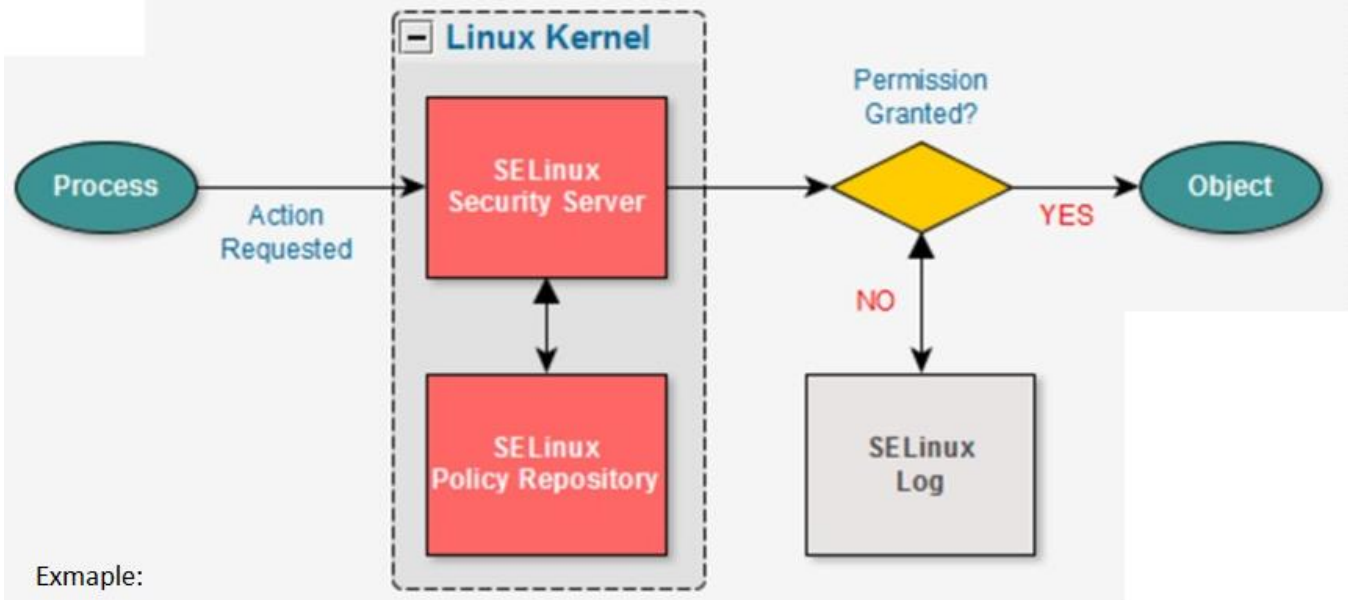 Linux Kernel
Process
Action
Requested
SELinux
Security Server
SELinux
Policy Repository
Permission
Granted?
YES
Object
NO
SELinux
Log
Exmaple: